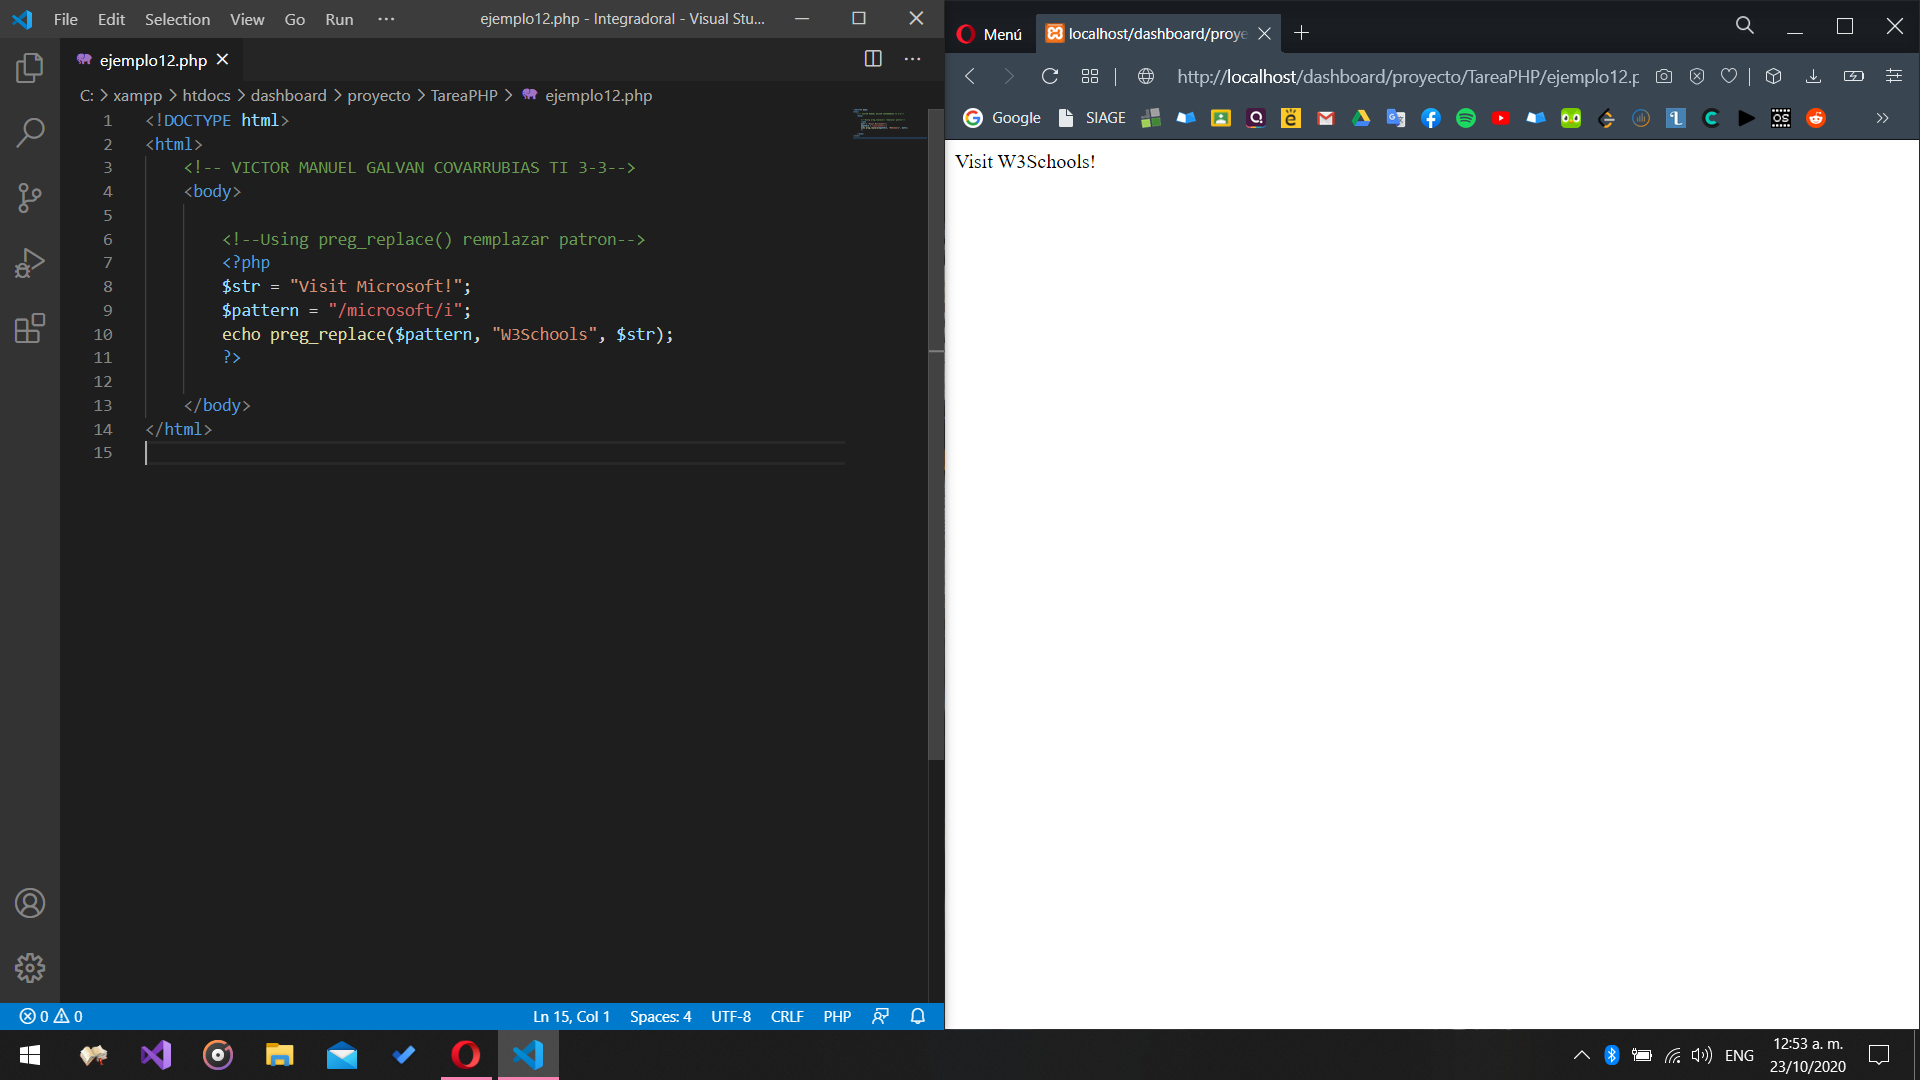 File Edit Selection View Go Run ··· ejemplo12.php - Integradoral - Visual Stu...
ejemplo12.php
C: > xampp > htdocs > dashboard > proyecto > TareaPHP > ejemplo12.php
1 <!DOCTYPE html>
2 <html>
3 <!-- VICTOR MANUEL GALVAN COVARRUBIAS TI 3-3-->
4 <body>
5
6 <!--Using preg_replace() remplazar patron-->
7 <?php
8 $str = "Visit Microsoft!";
9 $pattern = "/microsoft/i";
10 echo preg_replace($pattern, "W3Schools", $str);
11 ?>
12
13 </body>
14 </html>
15
0 0 Ln 15, Col 1 Spaces: 4 UTF-8 CRLF PHP
Menú localhost/dashboard/proye
http://localhost/dashboard/proyecto/TareaPHP/ejemplo12.p
Google SIAGE
Visit W3Schools!
ENG 12:53 a. m.
23/10/2020